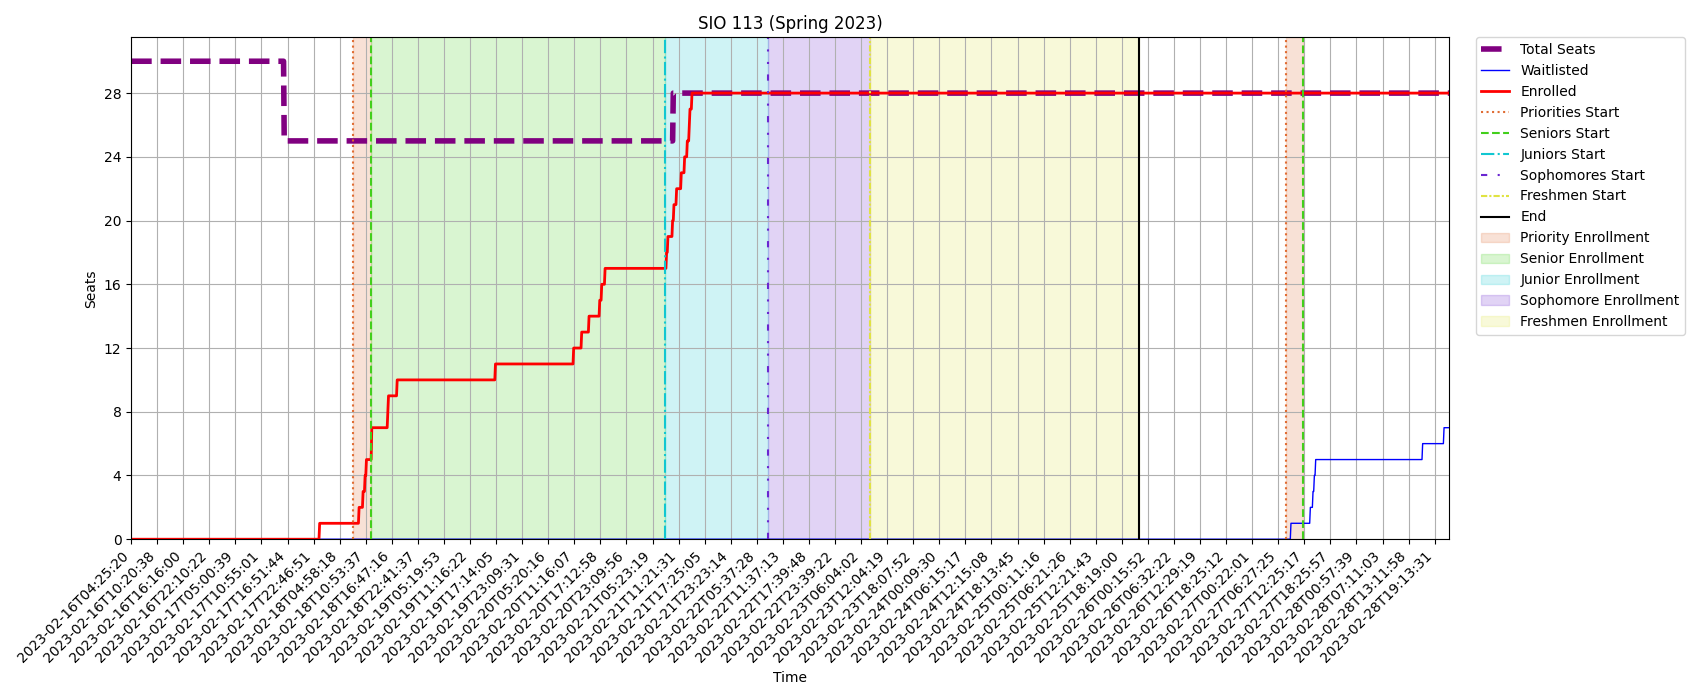 SIO 113 (Spring 2023)
Seats
28
24
20
16
12
8
4
0
2023-02-16T04:25:20
2023-02-16T10:20:38
2023-02-16T16:16:00
2023-02-16T22:10:22
2023-02-17T05:00:39
2023-02-17T10:55:01
2023-02-17T16:51:44
2023-02-17T22:46:51
2023-02-18T04:58:19
2023-02-18T10:53:37
2023-02-18T16:47:16
2023-02-18T22:41:37
2023-02-19T05:19:53
2023-02-19T11:16:22
2023-02-19T17:14:05
2023-02-19T23:09:31
2023-02-20T05:20:16
2023-02-20T11:16:07
2023-02-20T17:12:58
2023-02-20T23:09:56
2023-02-21T05:23:19
2023-02-21T11:21:31
2023-02-21T17:25:05
2023-02-21T23:23:14
2023-02-22T05:37:28
2023-02-22T11:37:13
2023-02-22T17:39:48
2023-02-22T23:39:22
2023-02-23T06:04:02
2023-02-23T12:04:19
2023-02-23T18:07:52
2023-02-24T00:09:30
2023-02-24T06:15:17
2023-02-24T12:15:08
2023-02-24T18:13:45
2023-02-25T00:11:16
2023-02-25T06:21:26
2023-02-25T12:21:43
2023-02-25T18:19:00
2023-02-26T00:15:52
2023-02-26T06:32:22
2023-02-26T12:29:19
2023-02-26T18:25:12
2023-02-27T00:22:01
2023-02-27T06:27:25
2023-02-27T12:25:17
2023-02-27T18:25:57
2023-02-28T00:57:39
2023-02-28T07:11:03
2023-02-28T13:11:58
2023-02-28T19:13:31
Time
Total Seats
Waitlisted
Enrolled
Priorities Start
Seniors Start
Juniors Start
Sophomores Start
Freshmen Start
End
Priority Enrollment
Senior Enrollment
Junior Enrollment
Sophomore Enrollment
Freshmen Enrollment